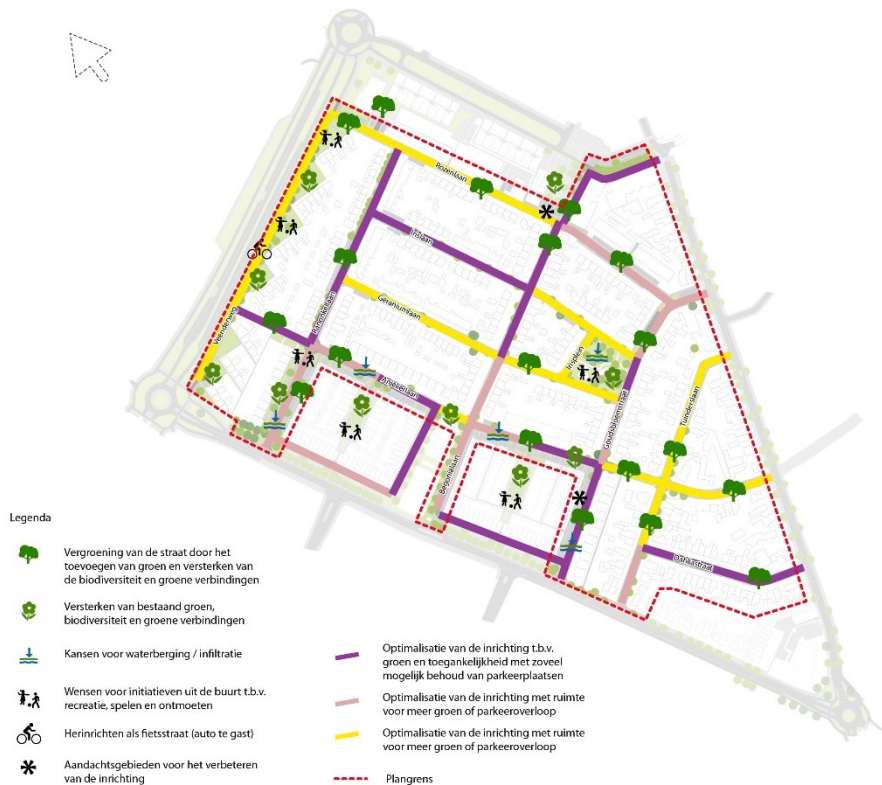 Rozenlaan
Irislaan
Geraniumlaan
Ranonkellaan
Veenderweg
Anjelierlaan
Irisplein
Goudsbloemstraat
Tuinderslaan
Begonialaan
Dahliastraat
Legenda
Vergroening van de straat door het
toevoegen van groen en versterken van
de biodiversiteit en groene verbindingen
Versterken van bestaand groen,
biodiversiteit en groene verbindingen
Kansen voor waterberging / infiltratie
Wensen voor initiatieven uit de buurt t.b.v.
recreatie, spelen en ontmoeten
Herinrichten als fietsstraat (auto te gast)
Aandachtsgebieden voor het verbeteren
van de inrichting
Optimalisatie van de inrichting t.b.v.
groen en toegankelijkheid met zoveel
mogelijk behoud van parkeerplaatsen
Optimalisatie van de inrichting met ruimte
voor meer groen of parkeeroverloop
Optimalisatie van de inrichting met ruimte
voor meer groen of parkeeroverloop
Plangrens